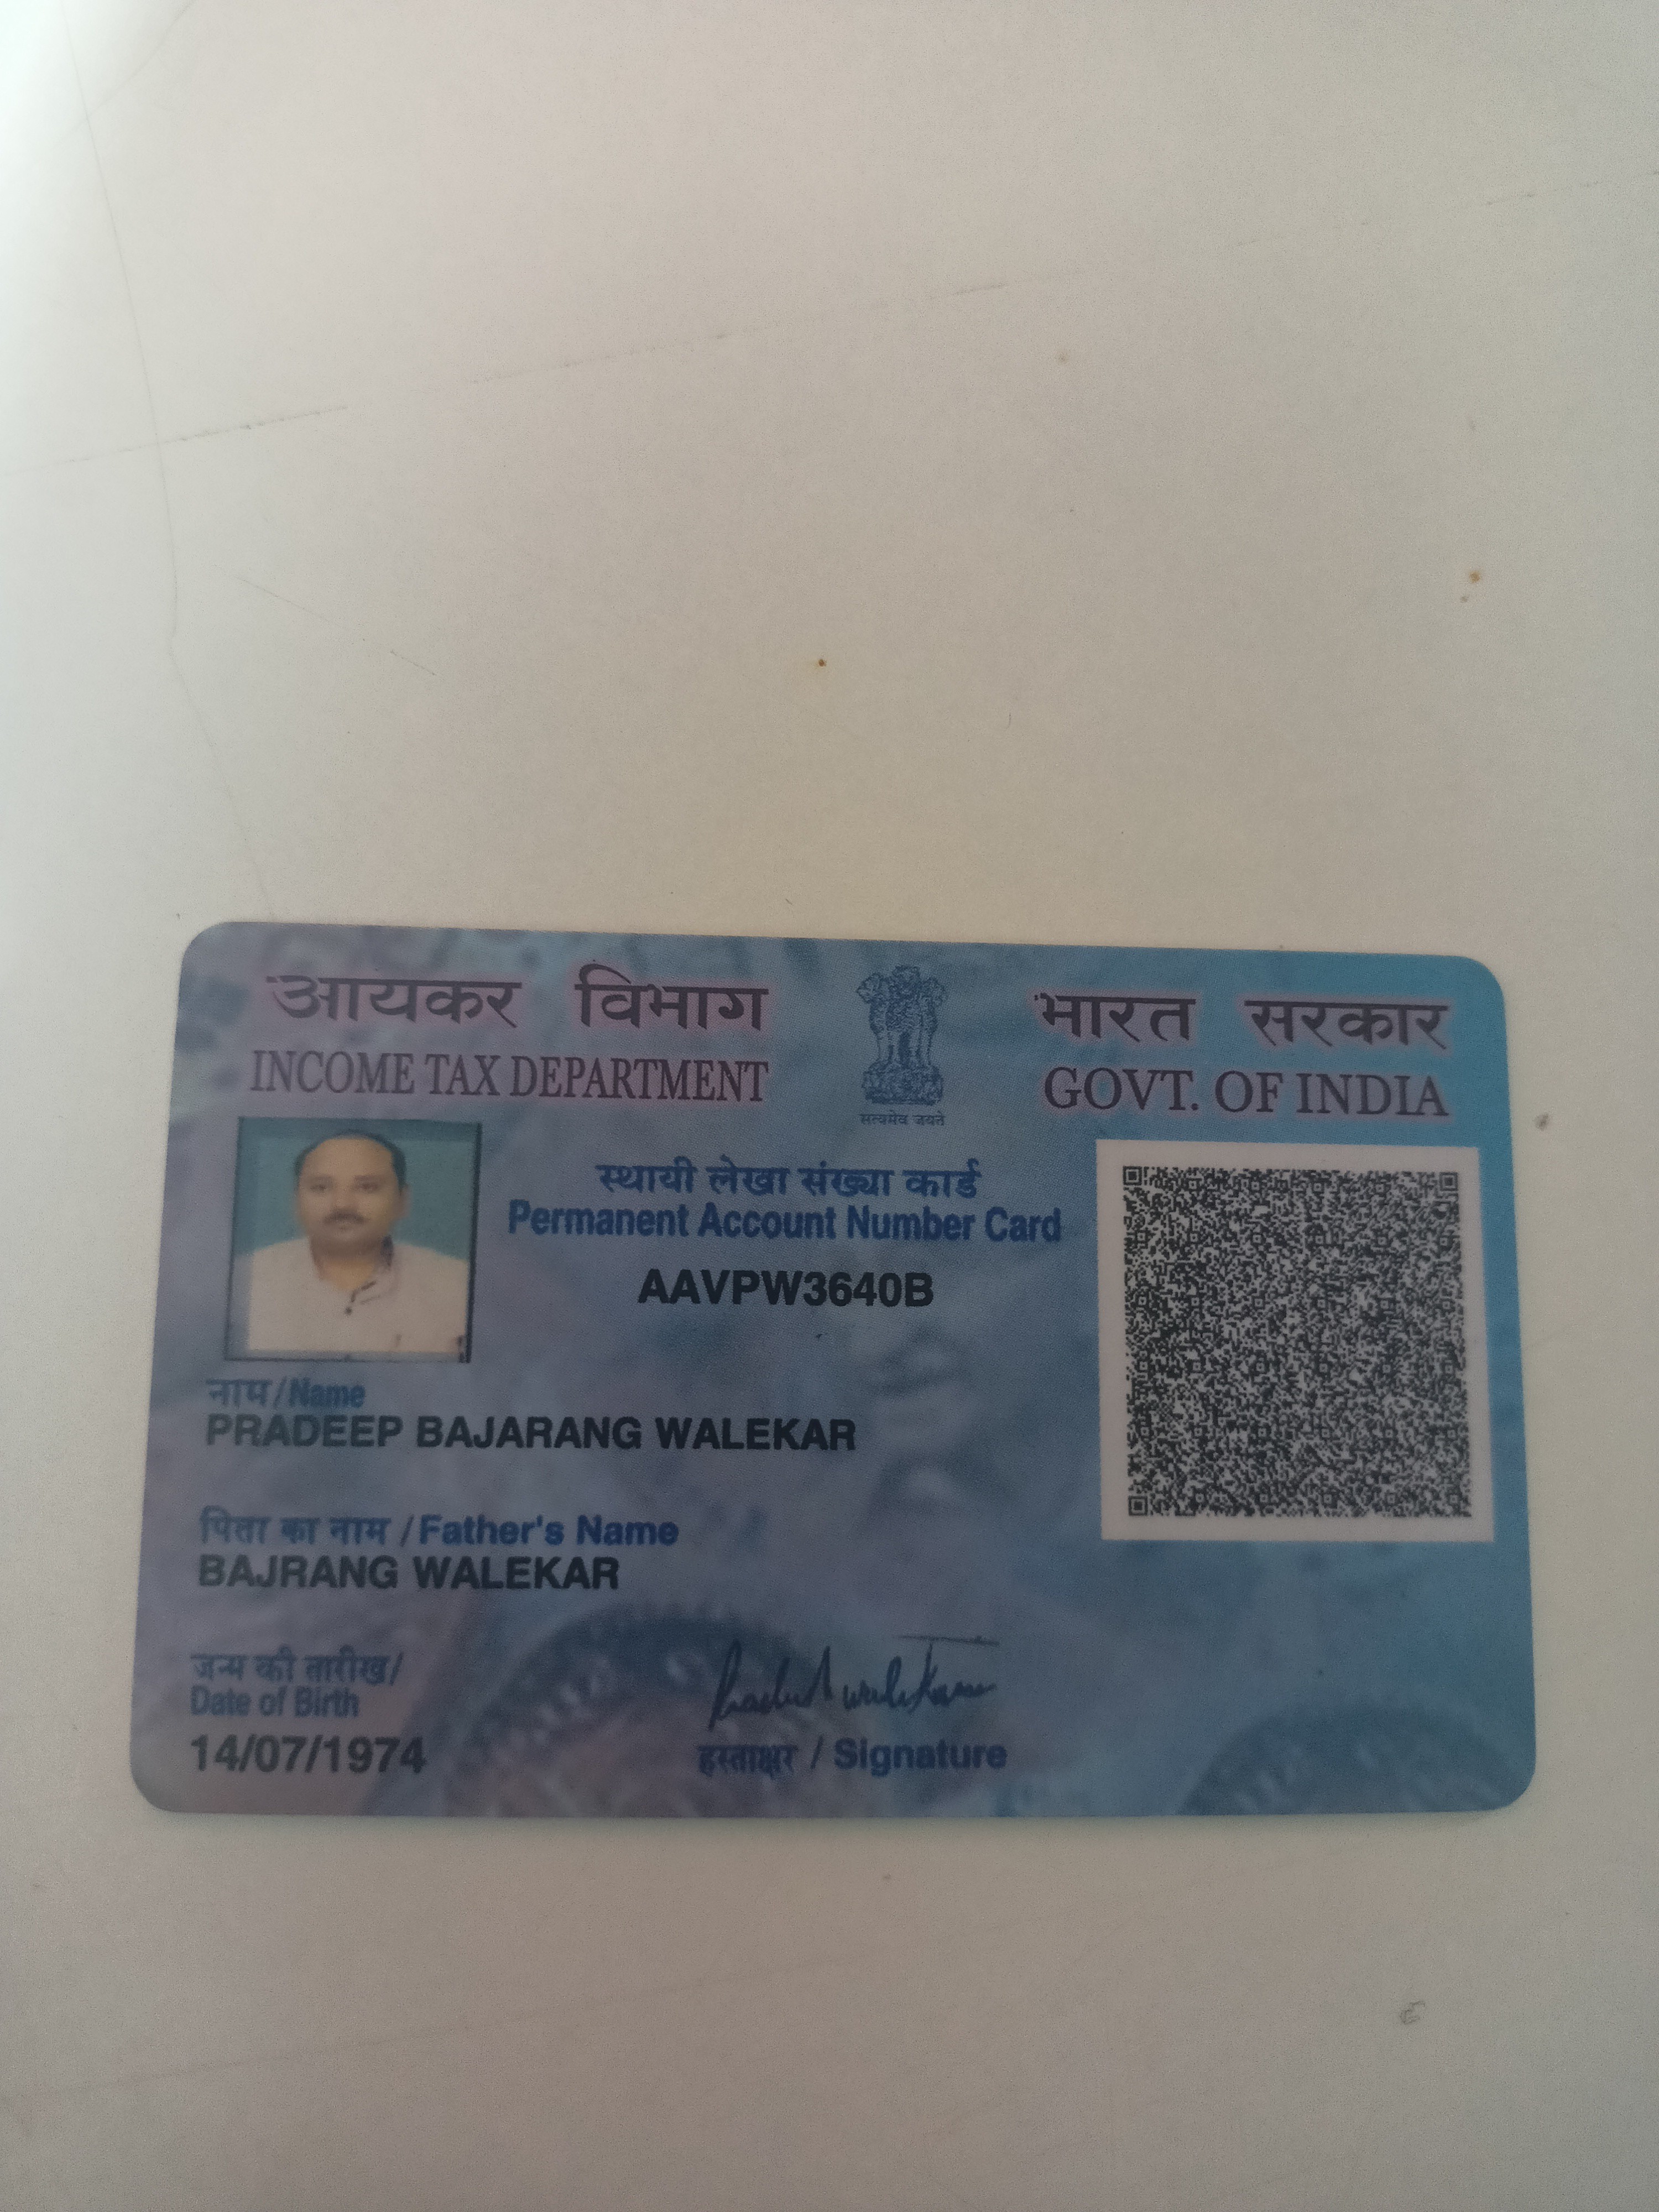 आयकर विभाग
INCOME TAX DEPARTMENT
सत्यमेव जयते
भारत सरकार
GOVT. OF INDIA
स्थायी लेखा संख्या कार्ड
Permanent Account Number Card
AAVPW3640B
नाम/Name
PRADEEP BAJARANG WALEKAR
पिता का नाम /Father's Name
BAJRANG WALEKAR
जन्म की तारीख/
Date of Birth
14/07/1974
हस्ताक्षर / Signature